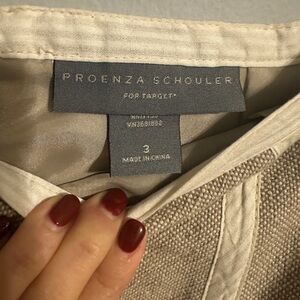 PROENZA SCHOULER
FOR TARGET*
3
MADE IN CHINA